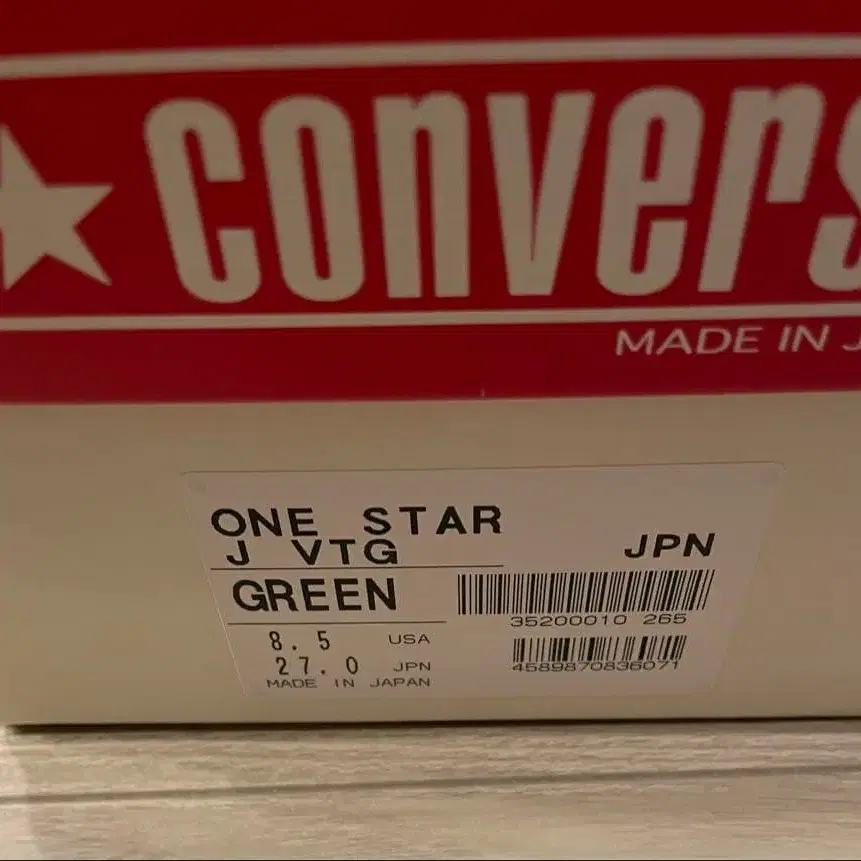 convers
MADE IN J
ONE STAR
J VTG
JPN
GREEN
35200010 265
8.5 USA
4589870836071
27.0 JPN
MADE IN JAPAN